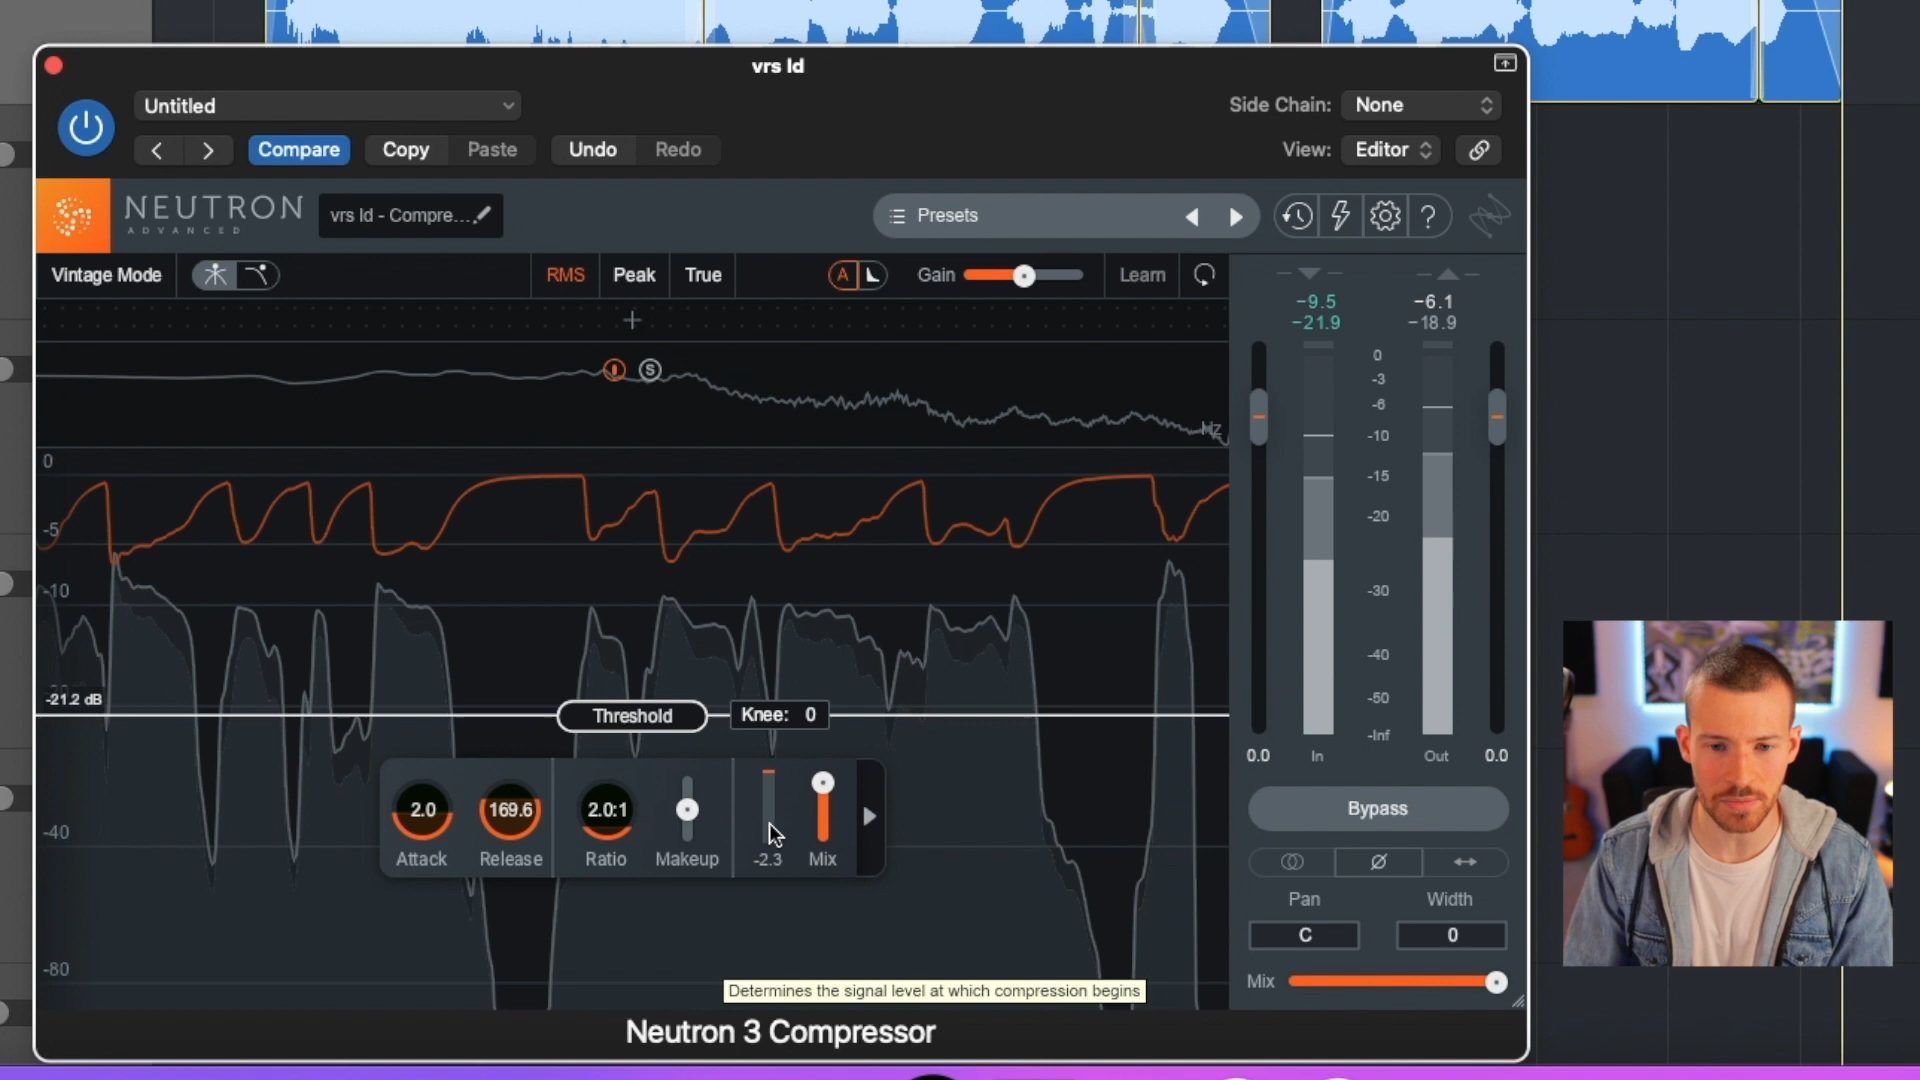 vrs ld
Untitled
Side Chain: None
Compare Copy Paste Undo Redo
View: Editor
NEUTRON
ADVANCED
vrs ld - Compre...
Presets
?
Vintage Mode
RMS Peak True
A
Gain
Learn
-9.5
-21.9
-6.1
-18.9
S
Hz
0
-5
-10
-21.2 dB
-40
-80
Threshold
Knee: 0
2.0
169.6
2.0:1
Attack Release Ratio Makeup -2.3 Mix
0
-3
-6
-10
-15
-20
-30
-40
-50
-Inf
0.0 In Out 0.0
Bypass
Pan Width
C 0
Mix
Determines the signal level at which compression begins
Neutron 3 Compressor